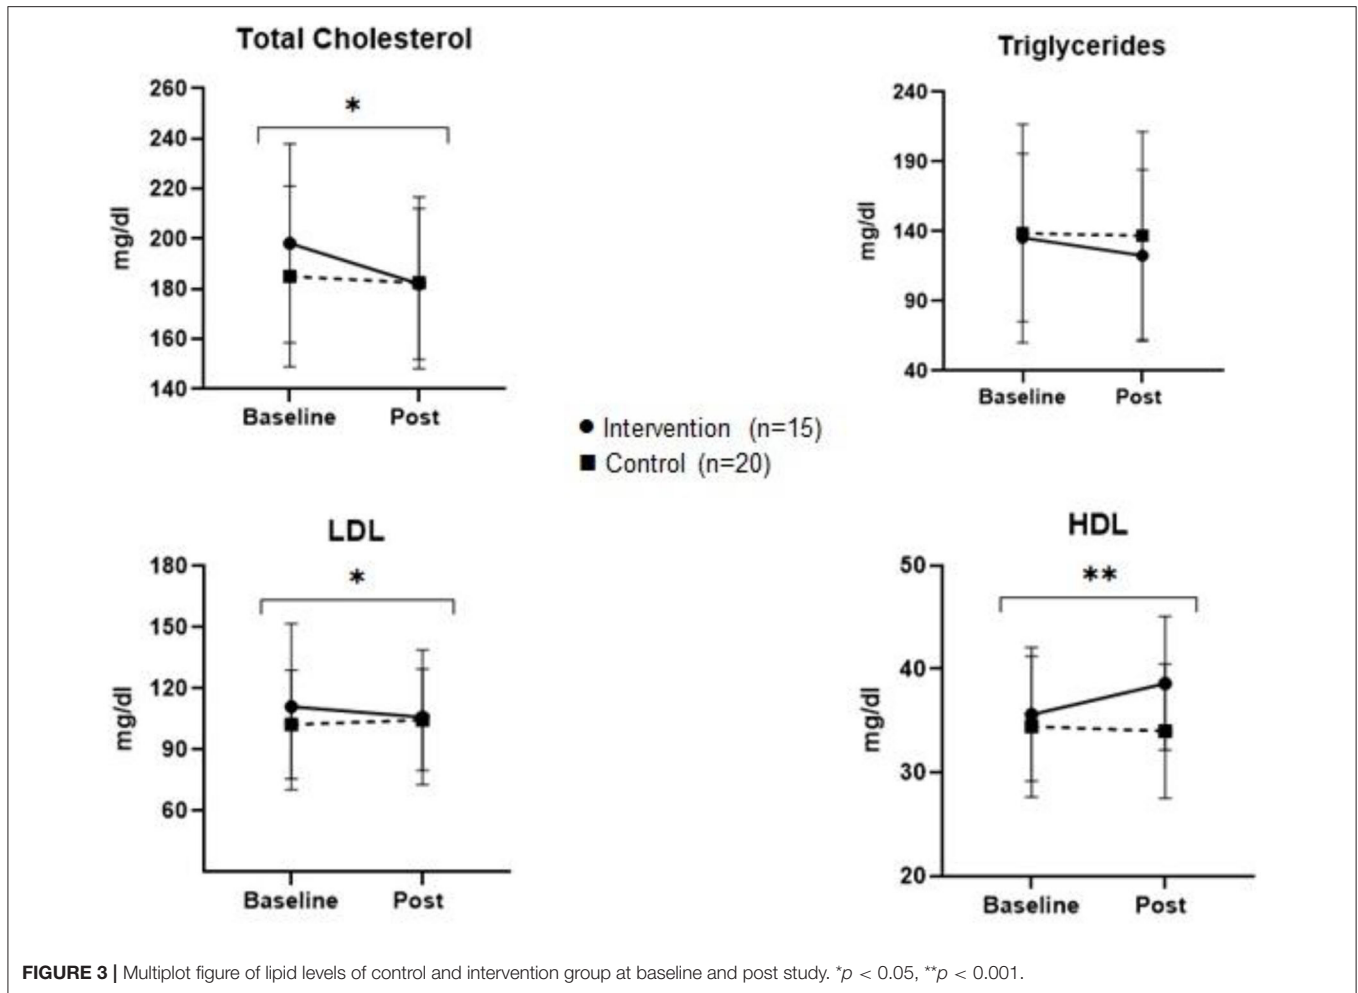 Total Cholesterol
*
260
240
220
200
180
160
140
mg/dl
Baseline Post
Triglycerides
240
190
140
90
40
mg/dl
Baseline Post
Intervention (n=15)
Control (n=20)
LDL
*
180
150
120
90
60
mg/dl
Baseline Post
HDL
**
50
40
30
20
mg/dl
Baseline Post
FIGURE 3 | Multiplot figure of lipid levels of control and intervention group at baseline and post study. *p < 0.05, **p < 0.001.